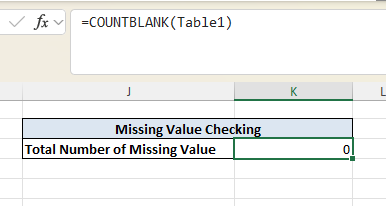 fx =COUNTBLANK(Table1)
J K L
Missing Value Checking
Total Number of Missing Value 0